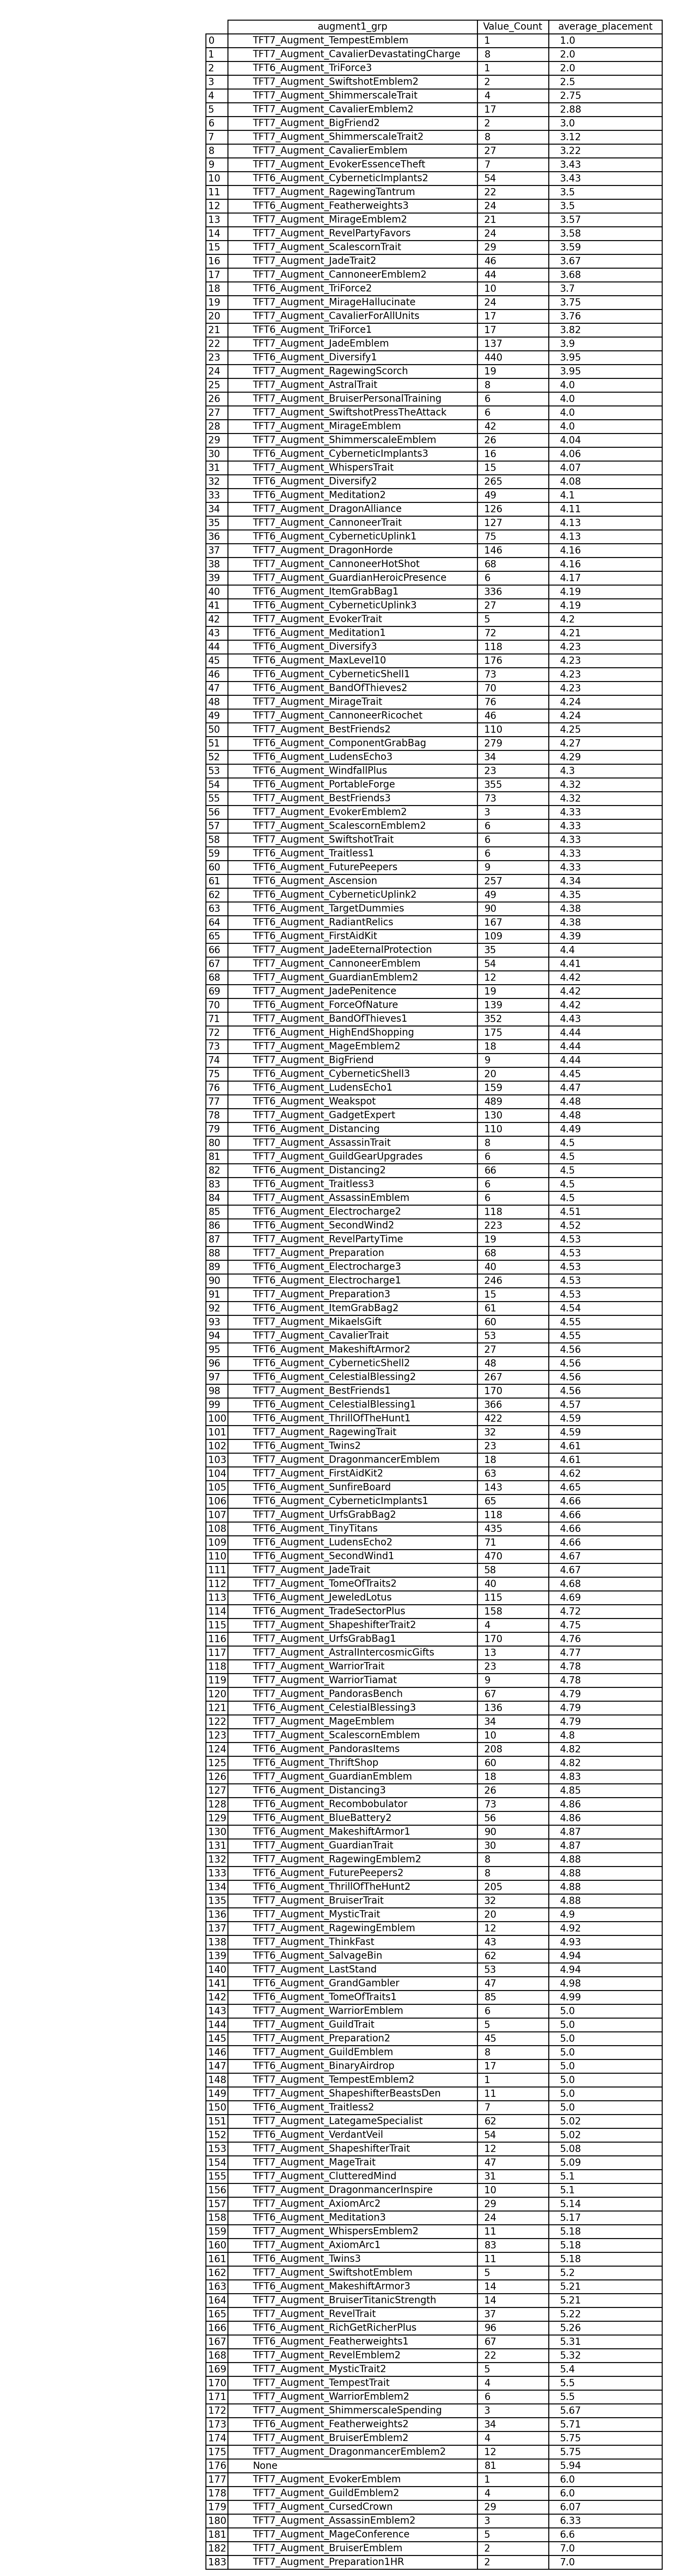 augment1_grp Value_Count average_placement
0 TFT7_Augment_TempestEmblem 1 1.0
1 TFT7_Augment_CavalierDevastatingCharge 8 2.0
2 TFT6_Augment_TriForce3 1 2.0
3 TFT7_Augment_SwiftshotEmblem2 2 2.5
4 TFT7_Augment_ShimmerscaleTrait 4 2.75
5 TFT7_Augment_CavalierEmblem2 17 2.88
6 TFT7_Augment_BigFriend2 2 3.0
7 TFT7_Augment_ShimmerscaleTrait2 8 3.12
8 TFT7_Augment_CavalierEmblem 27 3.22
9 TFT7_Augment_EvokerEssenceTheft 7 3.43
10 TFT6_Augment_CyberneticImplants2 54 3.43
11 TFT7_Augment_RagewingTantrum 22 3.5
12 TFT6_Augment_Featherweights3 24 3.5
13 TFT7_Augment_MirageEmblem2 21 3.57
14 TFT7_Augment_RevelPartyFavors 24 3.58
15 TFT7_Augment_ScalescornTrait 29 3.59
16 TFT7_Augment_JadeTrait2 46 3.67
17 TFT7_Augment_CannoneerEmblem2 44 3.68
18 TFT6_Augment_TriForce2 10 3.7
19 TFT7_Augment_MirageHallucinate 24 3.75
20 TFT7_Augment_CavalierForAllUnits 17 3.76
21 TFT6_Augment_TriForce1 17 3.82
22 TFT7_Augment_JadeEmblem 137 3.9
23 TFT6_Augment_Diversify1 440 3.95
24 TFT7_Augment_RagewingScorch 19 3.95
25 TFT7_Augment_AstralTrait 8 4.0
26 TFT7_Augment_BruiserPersonalTraining 6 4.0
27 TFT7_Augment_SwiftshotPressTheAttack 6 4.0
28 TFT7_Augment_MirageEmblem 42 4.0
29 TFT7_Augment_ShimmerscaleEmblem 26 4.04
30 TFT6_Augment_CyberneticImplants3 16 4.06
31 TFT7_Augment_WhispersTrait 15 4.07
32 TFT6_Augment_Diversify2 265 4.08
33 TFT6_Augment_Meditation2 49 4.1
34 TFT7_Augment_DragonAlliance 126 4.11
35 TFT7_Augment_CannoneerTrait 127 4.13
36 TFT6_Augment_CyberneticUplink1 75 4.13
37 TFT7_Augment_DragonHorde 146 4.16
38 TFT7_Augment_CannoneerHotShot 68 4.16
39 TFT7_Augment_GuardianHeroicPresence 6 4.17
40 TFT6_Augment_ItemGrabBag1 336 4.19
41 TFT6_Augment_CyberneticUplink3 27 4.19
42 TFT7_Augment_EvokerTrait 5 4.2
43 TFT6_Augment_Meditation1 72 4.21
44 TFT6_Augment_Diversify3 118 4.23
45 TFT6_Augment_MaxLevel10 176 4.23
46 TFT6_Augment_CyberneticShell1 73 4.23
47 TFT6_Augment_BandOfThieves2 70 4.23
48 TFT7_Augment_MirageTrait 76 4.24
49 TFT7_Augment_CannoneerRicochet 46 4.24
50 TFT7_Augment_BestFriends2 110 4.25
51 TFT6_Augment_ComponentGrabBag 279 4.27
52 TFT6_Augment_LudensEcho3 34 4.29
53 TFT6_Augment_WindfallPlus 23 4.3
54 TFT6_Augment_PortableForge 355 4.32
55 TFT7_Augment_BestFriends3 73 4.32
56 TFT7_Augment_EvokerEmblem2 3 4.33
57 TFT7_Augment_ScalescornEmblem2 6 4.33
58 TFT7_Augment_SwiftshotTrait 6 4.33
59 TFT6_Augment_Traitless1 6 4.33
60 TFT6_Augment_FuturePeepers 9 4.33
61 TFT6_Augment_Ascension 257 4.34
62 TFT6_Augment_CyberneticUplink2 49 4.35
63 TFT6_Augment_TargetDummies 90 4.38
64 TFT6_Augment_RadiantRelics 167 4.38
65 TFT6_Augment_FirstAidKit 109 4.39
66 TFT7_Augment_JadeEternalProtection 35 4.4
67 TFT7_Augment_CannoneerEmblem 54 4.41
68 TFT7_Augment_GuardianEmblem2 12 4.42
69 TFT7_Augment_JadePenitence 19 4.42
70 TFT6_Augment_ForceOfNature 139 4.42
71 TFT7_Augment_BandOfThieves1 352 4.43
72 TFT6_Augment_HighEndShopping 175 4.44
73 TFT7_Augment_MageEmblem2 18 4.44
74 TFT7_Augment_BigFriend 9 4.44
75 TFT6_Augment_CyberneticShell3 20 4.45
76 TFT6_Augment_LudensEcho1 159 4.47
77 TFT6_Augment_Weakspot 489 4.48
78 TFT7_Augment_GadgetExpert 130 4.48
79 TFT6_Augment_Distancing 110 4.49
80 TFT7_Augment_AssassinTrait 8 4.5
81 TFT7_Augment_GuildGearUpgrades 6 4.5
82 TFT6_Augment_Distancing2 66 4.5
83 TFT6_Augment_Traitless3 6 4.5
84 TFT7_Augment_AssassinEmblem 6 4.5
85 TFT6_Augment_Electrocharge2 118 4.51
86 TFT6_Augment_SecondWind2 223 4.52
87 TFT7_Augment_RevelPartyTime 19 4.53
88 TFT7_Augment_Preparation 68 4.53
89 TFT6_Augment_Electrocharge3 40 4.53
90 TFT6_Augment_Electrocharge1 246 4.53
91 TFT7_Augment_Preparation3 15 4.53
92 TFT6_Augment_ItemGrabBag2 61 4.54
93 TFT7_Augment_MikaelsGift 60 4.55
94 TFT7_Augment_CavalierTrait 53 4.55
95 TFT6_Augment_MakeshiftArmor2 27 4.56
96 TFT6_Augment_CyberneticShell2 48 4.56
97 TFT6_Augment_CelestialBlessing2 267 4.56
98 TFT7_Augment_BestFriends1 170 4.56
99 TFT6_Augment_CelestialBlessing1 366 4.57
100 TFT6_Augment_ThrillOfTheHunt1 422 4.59
101 TFT7_Augment_RagewingTrait 32 4.59
102 TFT6_Augment_Twins2 23 4.61
103 TFT7_Augment_DragonmancerEmblem 18 4.61
104 TFT7_Augment_FirstAidKit2 63 4.62
105 TFT6_Augment_SunfireBoard 143 4.65
106 TFT6_Augment_CyberneticImplants1 65 4.66
107 TFT7_Augment_UrfsGrabBag2 118 4.66
108 TFT6_Augment_TinyTitans 435 4.66
109 TFT6_Augment_LudensEcho2 71 4.66
110 TFT6_Augment_SecondWind1 470 4.67
111 TFT7_Augment_JadeTrait 58 4.67
112 TFT7_Augment_TomeOfTraits2 40 4.68
113 TFT6_Augment_JeweledLotus 115 4.69
114 TFT6_Augment_TradeSectorPlus 158 4.72
115 TFT7_Augment_ShapeshifterTrait2 4 4.75
116 TFT7_Augment_UrfsGrabBag1 170 4.76
117 TFT7_Augment_AstralIntercosmicGifts 13 4.77
118 TFT7_Augment_WarriorTrait 23 4.78
119 TFT7_Augment_WarriorTiamat 9 4.78
120 TFT7_Augment_PandorasBench 67 4.79
121 TFT6_Augment_CelestialBlessing3 136 4.79
122 TFT7_Augment_MageEmblem 34 4.79
123 TFT7_Augment_ScalescornEmblem 10 4.8
124 TFT6_Augment_PandorasItems 208 4.82
125 TFT6_Augment_ThriftShop 60 4.82
126 TFT7_Augment_GuardianEmblem 18 4.83
127 TFT6_Augment_Distancing3 26 4.85
128 TFT6_Augment_Recombobulator 73 4.86
129 TFT6_Augment_BlueBattery2 56 4.86
130 TFT6_Augment_MakeshiftArmor1 90 4.87
131 TFT7_Augment_GuardianTrait 30 4.87
132 TFT7_Augment_RagewingEmblem2 8 4.88
133 TFT6_Augment_FuturePeepers2 8 4.88
134 TFT6_Augment_ThrillOfTheHunt2 205 4.88
135 TFT7_Augment_BruiserTrait 32 4.88
136 TFT7_Augment_MysticTrait 20 4.9
137 TFT7_Augment_RagewingEmblem 12 4.92
138 TFT7_Augment_ThinkFast 43 4.93
139 TFT6_Augment_SalvageBin 62 4.94
140 TFT7_Augment_LastStand 53 4.94
141 TFT6_Augment_GrandGambler 47 4.98
142 TFT6_Augment_TomeOfTraits1 85 4.99
143 TFT7_Augment_WarriorEmblem 6 5.0
144 TFT7_Augment_GuildTrait 5 5.0
145 TFT7_Augment_Preparation2 45 5.0
146 TFT7_Augment_GuildEmblem 8 5.0
147 TFT6_Augment_BinaryAirdrop 17 5.0
148 TFT7_Augment_TempestEmblem2 1 5.0
149 TFT7_Augment_ShapeshifterBeastsDen 11 5.0
150 TFT6_Augment_Traitless2 7 5.0
151 TFT7_Augment_LategameSpecialist 62 5.02
152 TFT6_Augment_VerdantVeil 54 5.02
153 TFT7_Augment_ShapeshifterTrait 12 5.08
154 TFT7_Augment_MageTrait 47 5.09
155 TFT7_Augment_ClutteredMind 31 5.1
156 TFT7_Augment_DragonmancerInspire 10 5.1
157 TFT7_Augment_AxiomArc2 29 5.14
158 TFT6_Augment_Meditation3 24 5.17
159 TFT7_Augment_WhispersEmblem2 11 5.18
160 TFT7_Augment_AxiomArc1 83 5.18
161 TFT6_Augment_Twins3 11 5.18
162 TFT7_Augment_SwiftshotEmblem 5 5.2
163 TFT6_Augment_MakeshiftArmor3 14 5.21
164 TFT7_Augment_BruiserTitanicStrength 14 5.21
165 TFT7_Augment_RevelTrait 37 5.22
166 TFT6_Augment_RichGetRicherPlus 96 5.26
167 TFT6_Augment_Featherweights1 67 5.31
168 TFT7_Augment_RevelEmblem2 22 5.32
169 TFT7_Augment_MysticTrait2 5 5.4
170 TFT7_Augment_TempestTrait 4 5.5
171 TFT7_Augment_WarriorEmblem2 6 5.5
172 TFT7_Augment_ShimmerscaleSpending 3 5.67
173 TFT6_Augment_Featherweights2 34 5.71
174 TFT7_Augment_BruiserEmblem2 4 5.75
175 TFT7_Augment_DragonmancerEmblem2 12 5.75
176 None 81 5.94
177 TFT7_Augment_EvokerEmblem 1 6.0
178 TFT7_Augment_GuildEmblem2 4 6.0
179 TFT7_Augment_CursedCrown 29 6.07
180 TFT7_Augment_AssassinEmblem2 3 6.33
181 TFT7_Augment_MageConference 5 6.6
182 TFT7_Augment_BruiserEmblem 2 7.0
183 TFT7_Augment_Preparation1HR 2 7.0